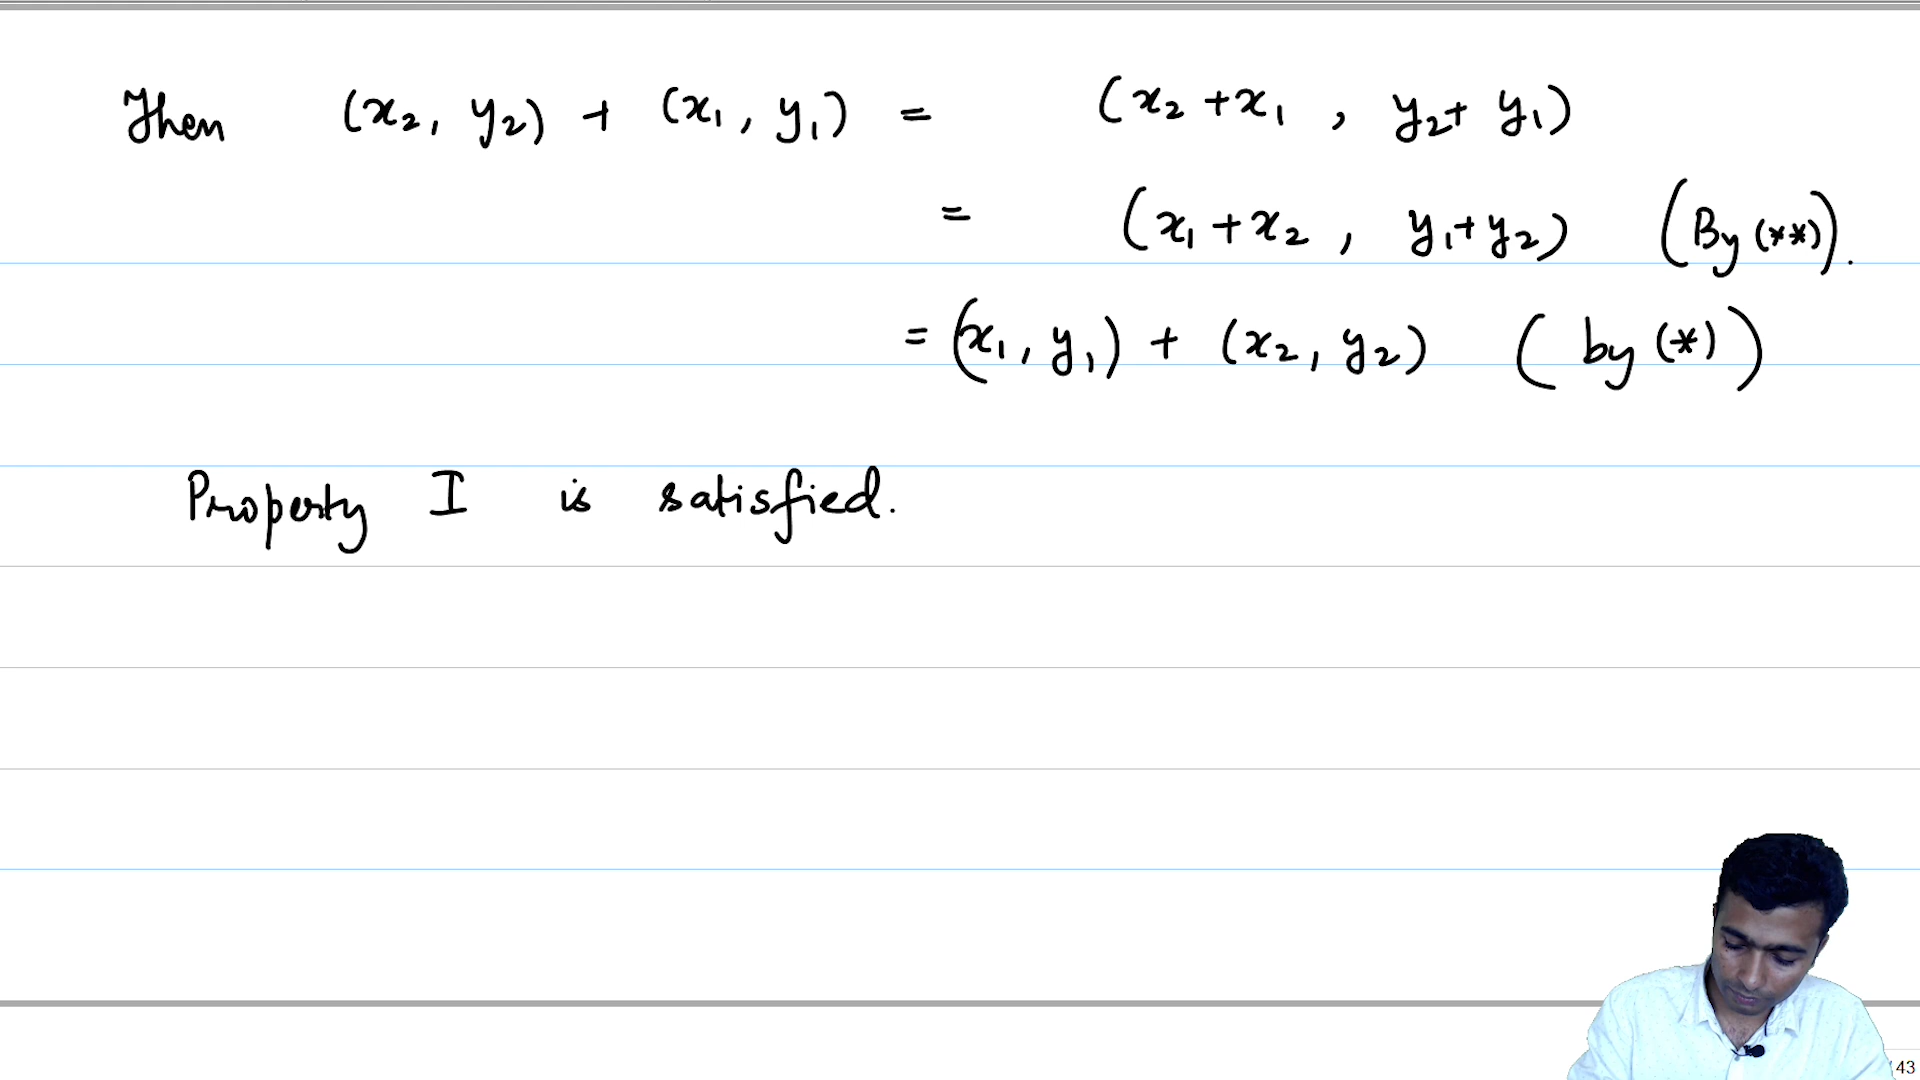 Then (x₂, y₂) + (x₁, y₁) = (x₂ + x₁ , y₂ + y₁)
= (x₁ + x₂ , y₁ + y₂) (By (**)).
= (x₁, y₁) + (x₂, y₂) (by (*))
Property I is satisfied.
43